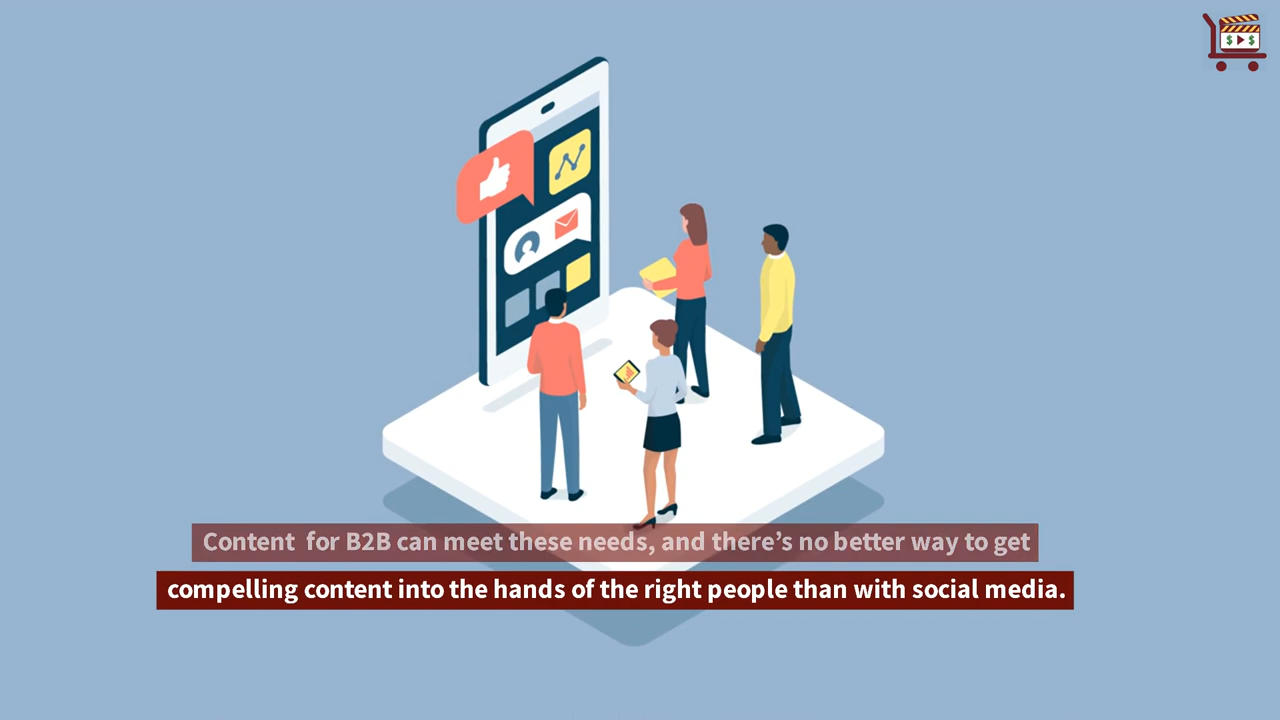 Content  for B2B can meet these needs, and there’s no better way to get
compelling content into the hands of the right people than with social media.
$ $